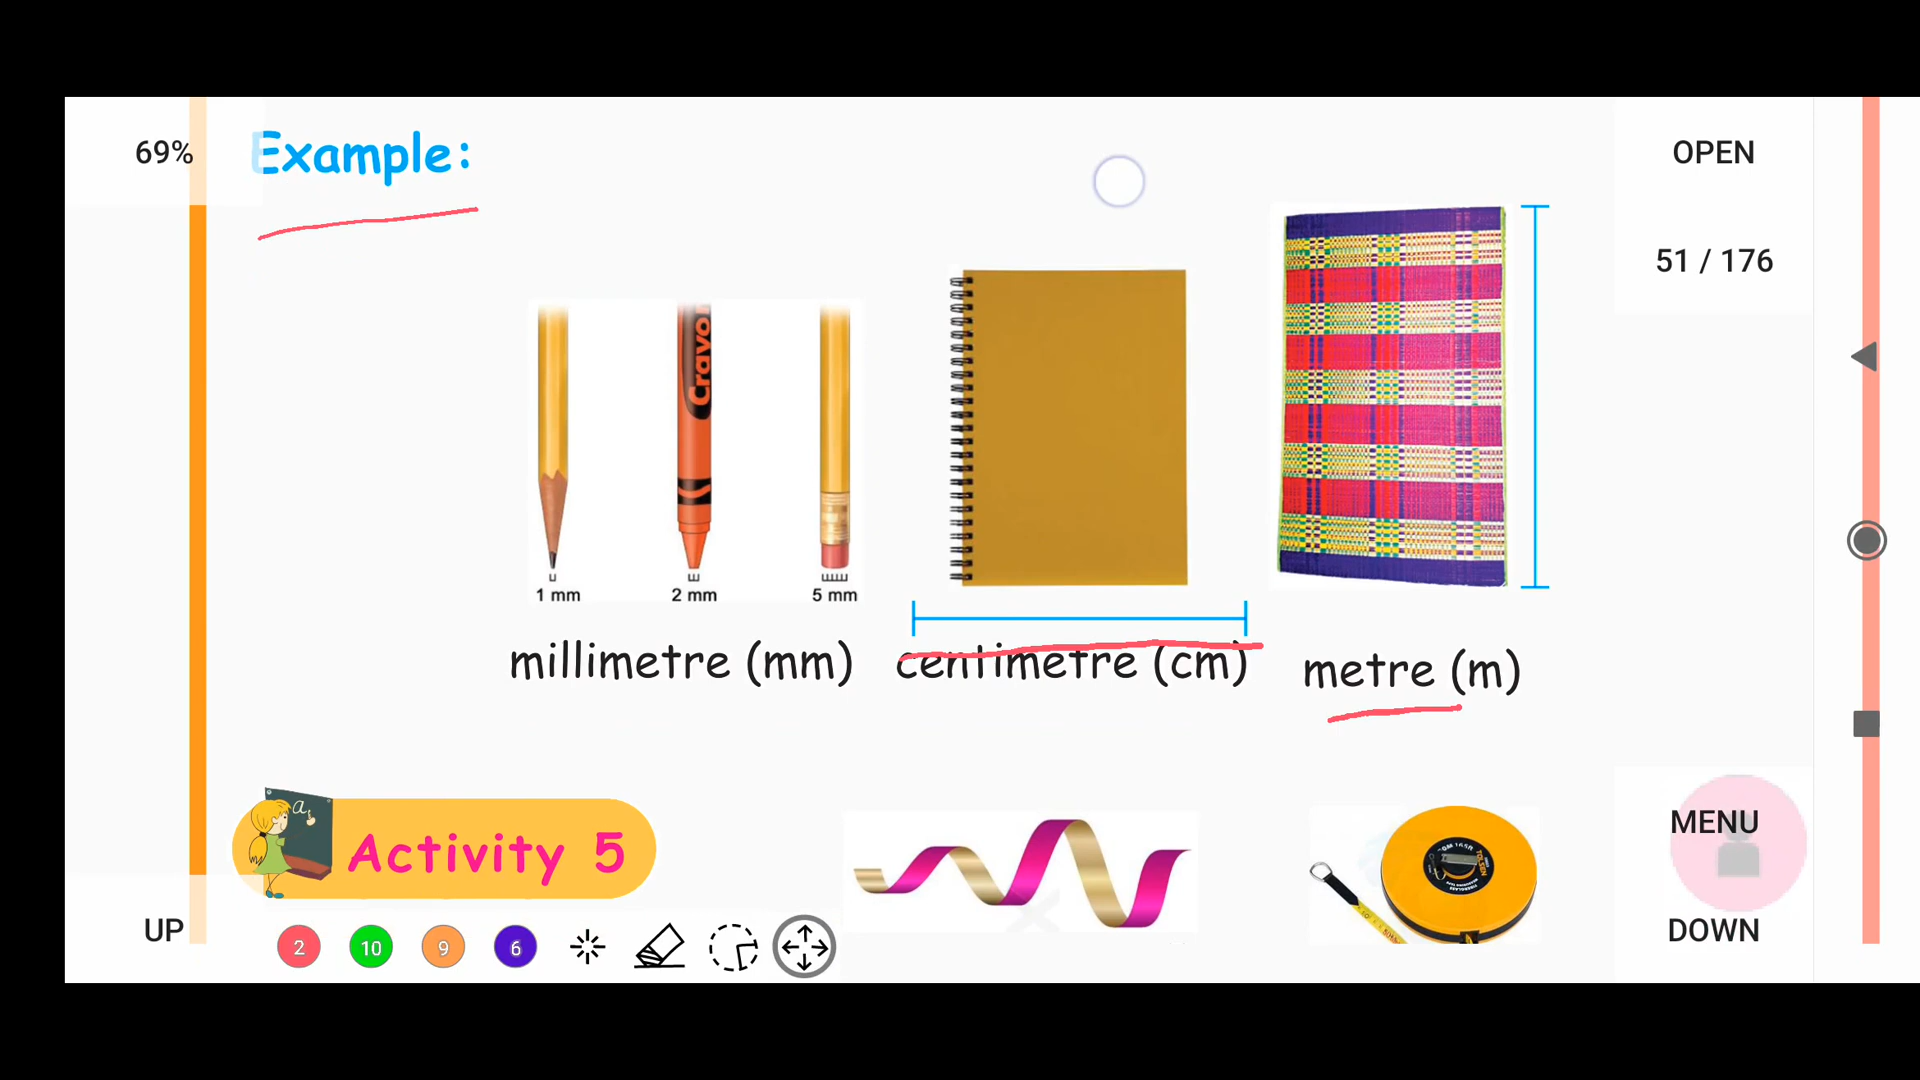 69%
Example:
OPEN
51 / 176
Crayo
1 mm
2 mm
5 mm
millimetre (mm)
centimetre (cm)
metre (m)
Activity 5
MENU
UP
DOWN
2
10
9
6